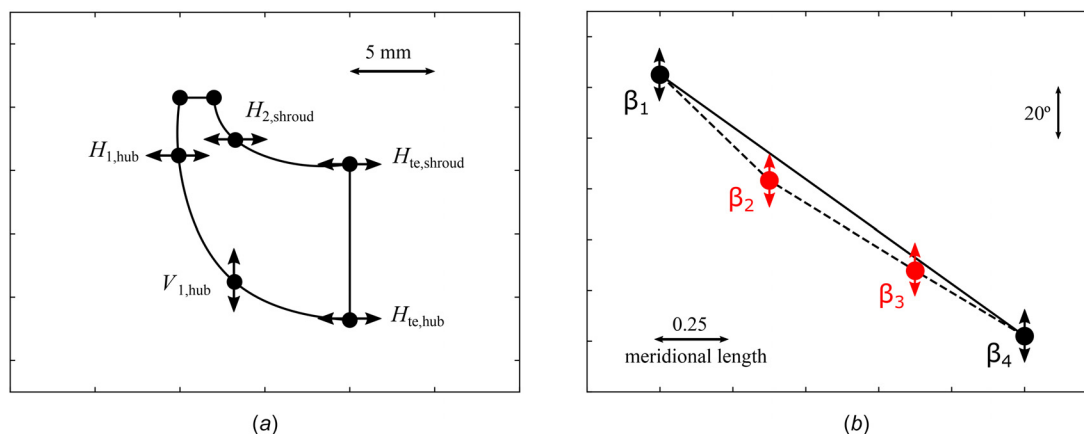 5 mm
H2,shroud
H1,hub
Hte,shroud
V1,hub
Hte,hub
(a)
β1
20º
β2
β3
0.25
meridional length
β4
(b)